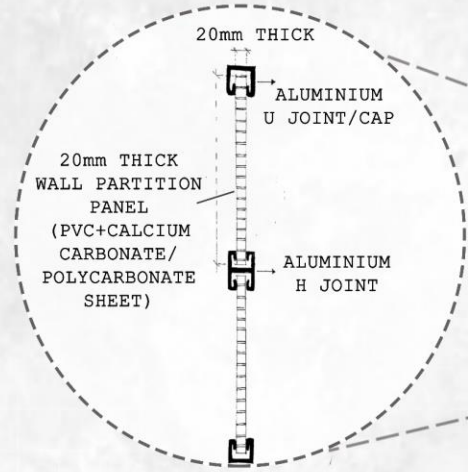 20mm THICK
ALUMINIUM
U JOINT/CAP
20mm THICK
WALL PARTITION
PANEL
(PVC+CALCIUM
CARBONATE/
POLYCARBONATE
SHEET)
ALUMINIUM
H JOINT